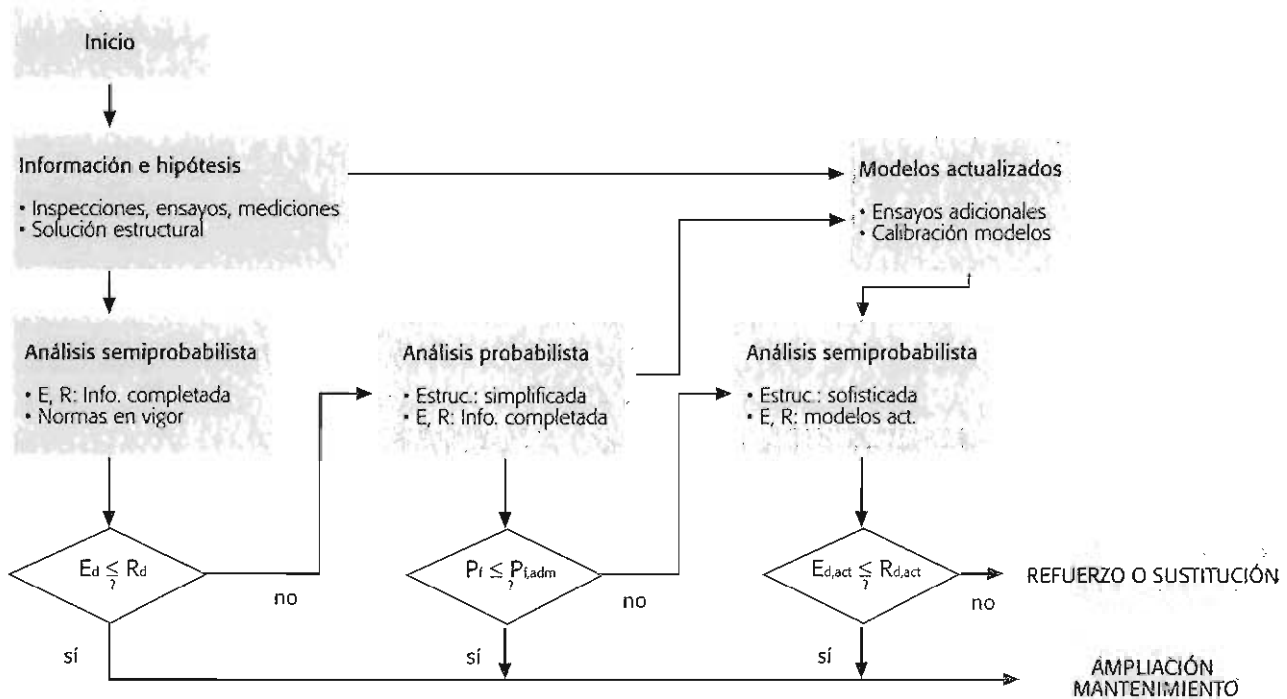 Inicio
Información e hipótesis
• Inspecciones, ensayos, mediciones
• Solución estructural
Modelos actualizados
• Ensayos adicionales
• Calibración modelos
Análisis semiprobabilista
• E, R: Info. completada
• Normas en vigor
Análisis probabilista
• Estruc.: simplificada
• E, R: Info. completada
Análisis semiprobabilista
• Estruc.: sofisticada
• E, R: modelos act.
Ed ≤ Rd
?
no
sí
Pf ≤ Pf,adm
?
no
sí
Ed,act ≤ Rd,act
?
no
sí
REFUERZO O SUSTITUCIÓN
AMPLIACIÓN
MANTENIMIENTO